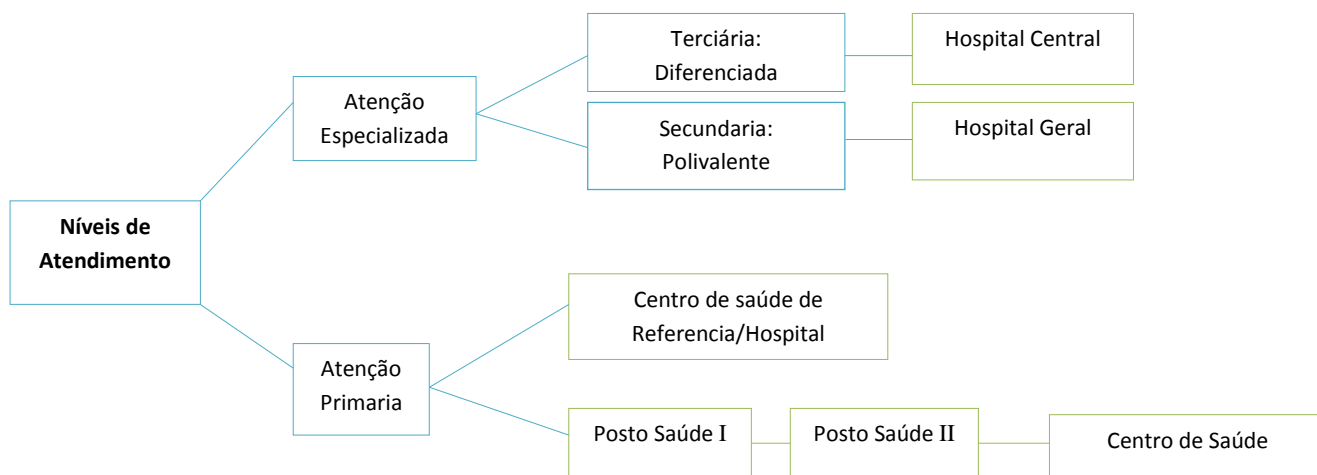 Terciária:
Diferenciada
Hospital Central
Atenção
Especializada
Secundaria:
Polivalente
Hospital Geral
Níveis de
Atendimento
Centro de saúde de
Referencia/Hospital
Atenção
Primaria
Posto Saúde I
Posto Saúde II
Centro de Saúde